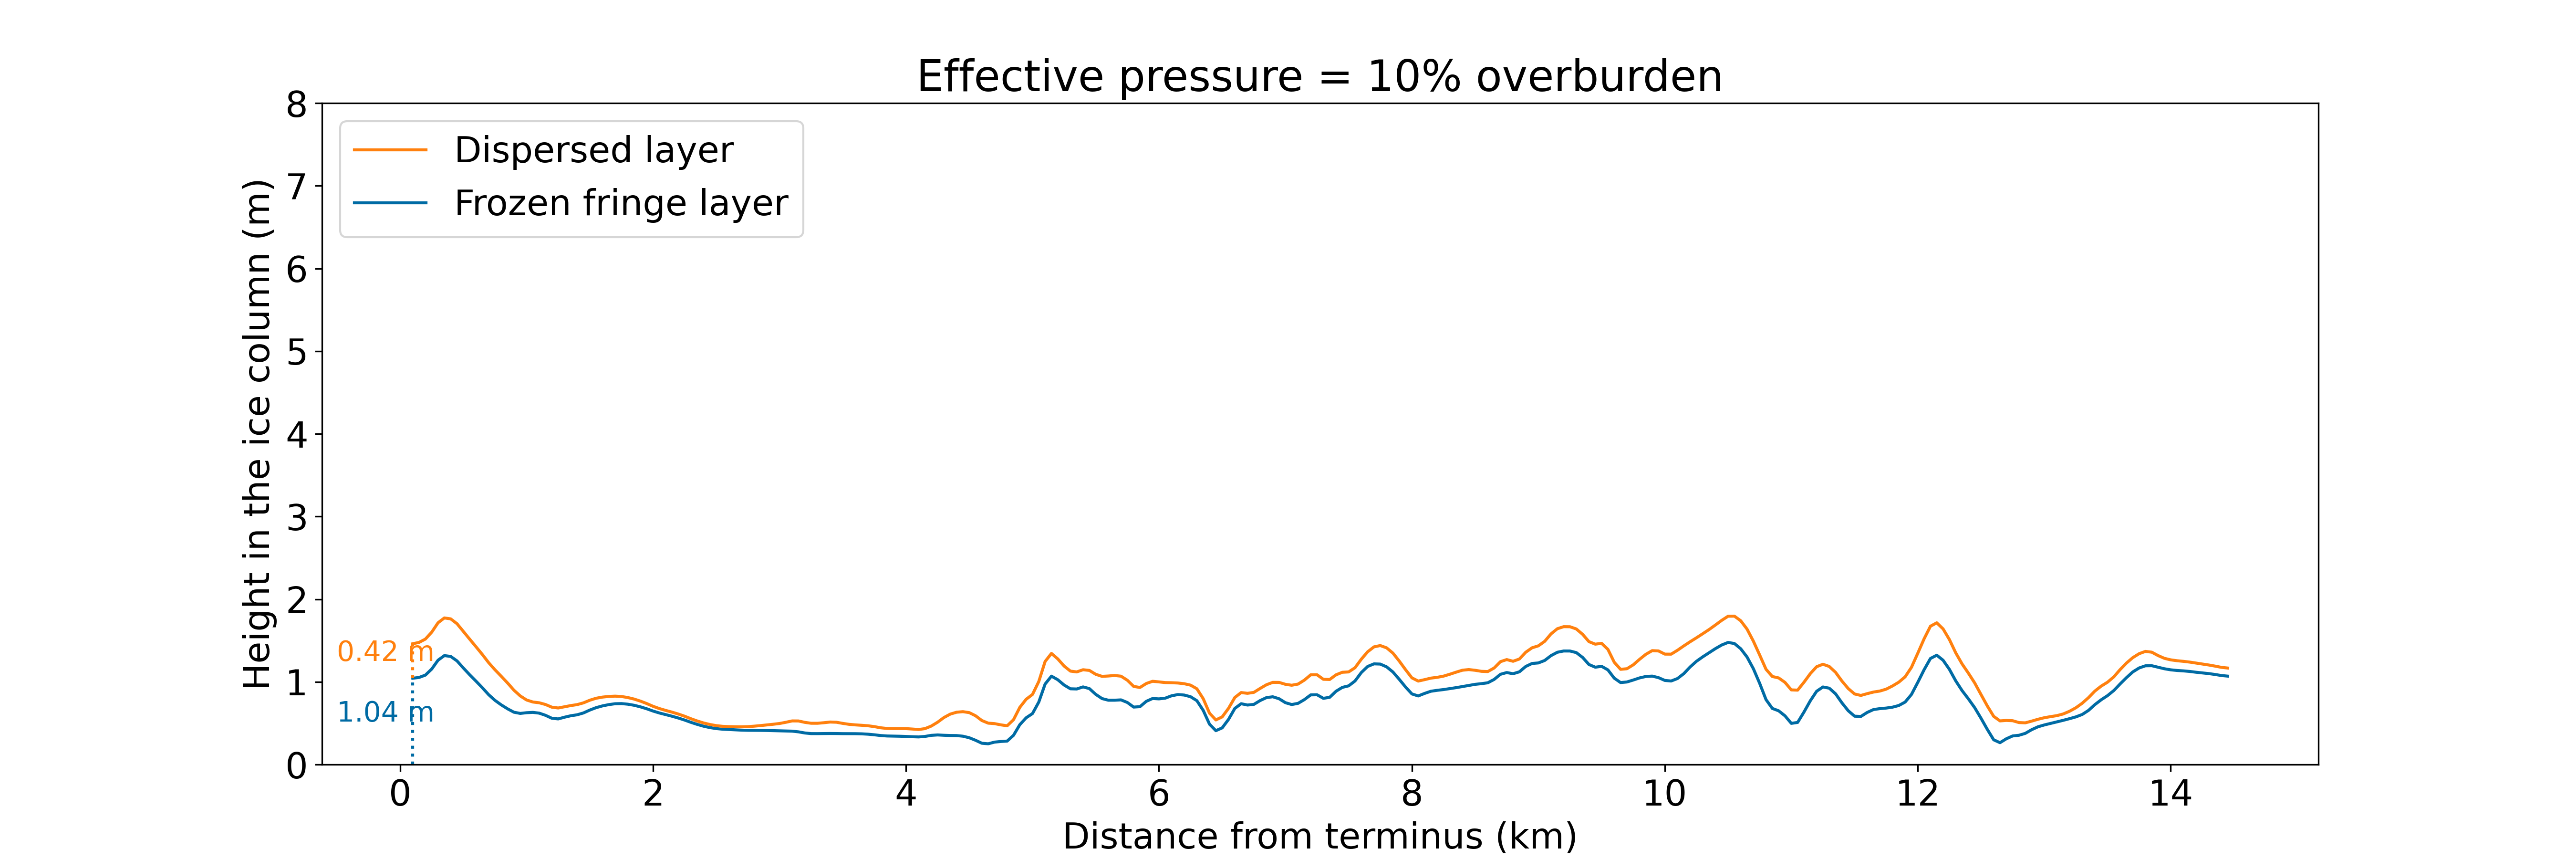 Effective pressure = 10% overburden
Height in the ice column (m)
8
7
6
5
4
3
2
1
0
Dispersed layer
Frozen fringe layer
0.42 m
1.04 m
0 2 4 6 8 10 12 14
Distance from terminus (km)